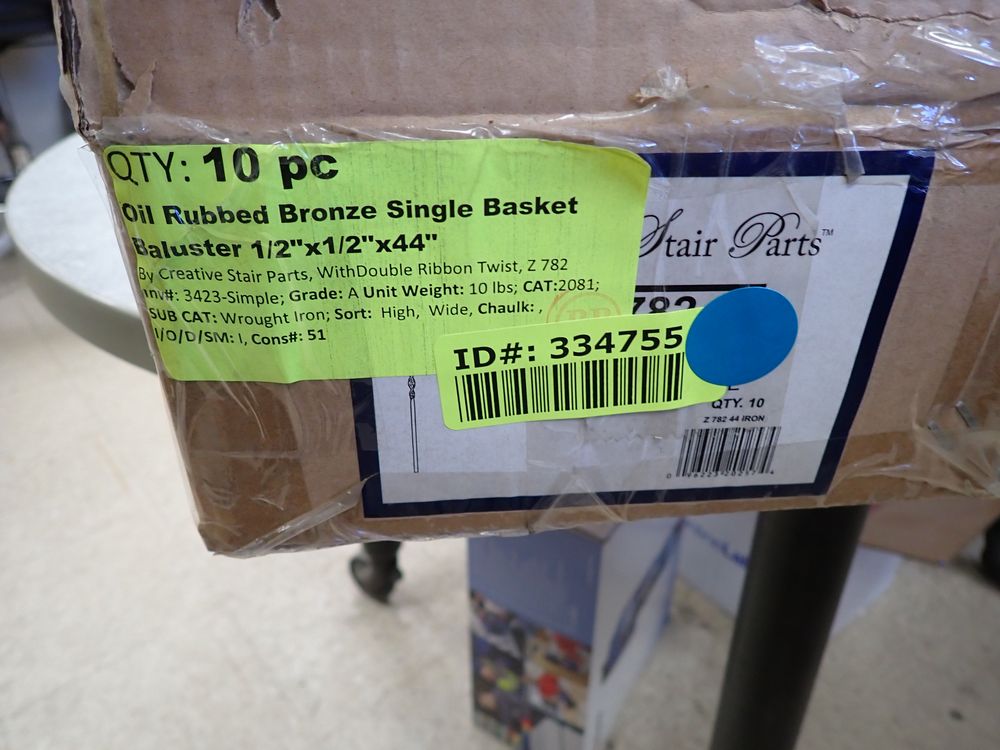 QTY: 10 pc
Oil Rubbed Bronze Single Basket
Baluster 1/2"x1/2"x44"
By Creative Stair Parts, WithDouble Ribbon Twist, Z 782
Inv#: 3423-Simple; Grade: A Unit Weight: 10 lbs; CAT:2081;
SUB CAT: Wrought Iron; Sort: High, Wide, Chaulk: ,
I/O/D/SM: I, Cons#: 51
ID#: 334755
Stair Parts™
782
QTY. 10
Z 782 44 IRON